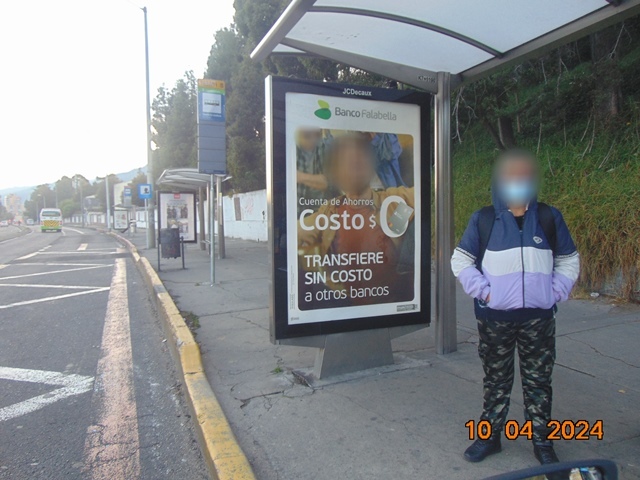 JCDecaux
Banco Falabella
Cuenta de Ahorros
Costo $0
TRANSFIERE
SIN COSTO
a otros bancos
10 04 2024